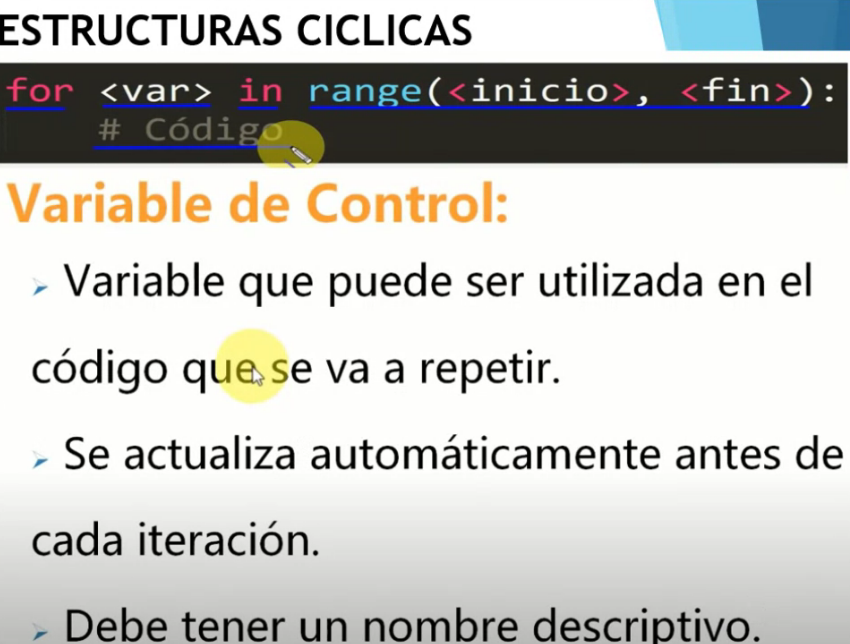 ESTRUCTURAS CICLICAS
for <var> in range(<inicio>, <fin>):
# Código
Variable de Control:
Variable que puede ser utilizada en el
código que se va a repetir.
Se actualiza automáticamente antes de
cada iteración.
Debe tener un nombre descriptivo.